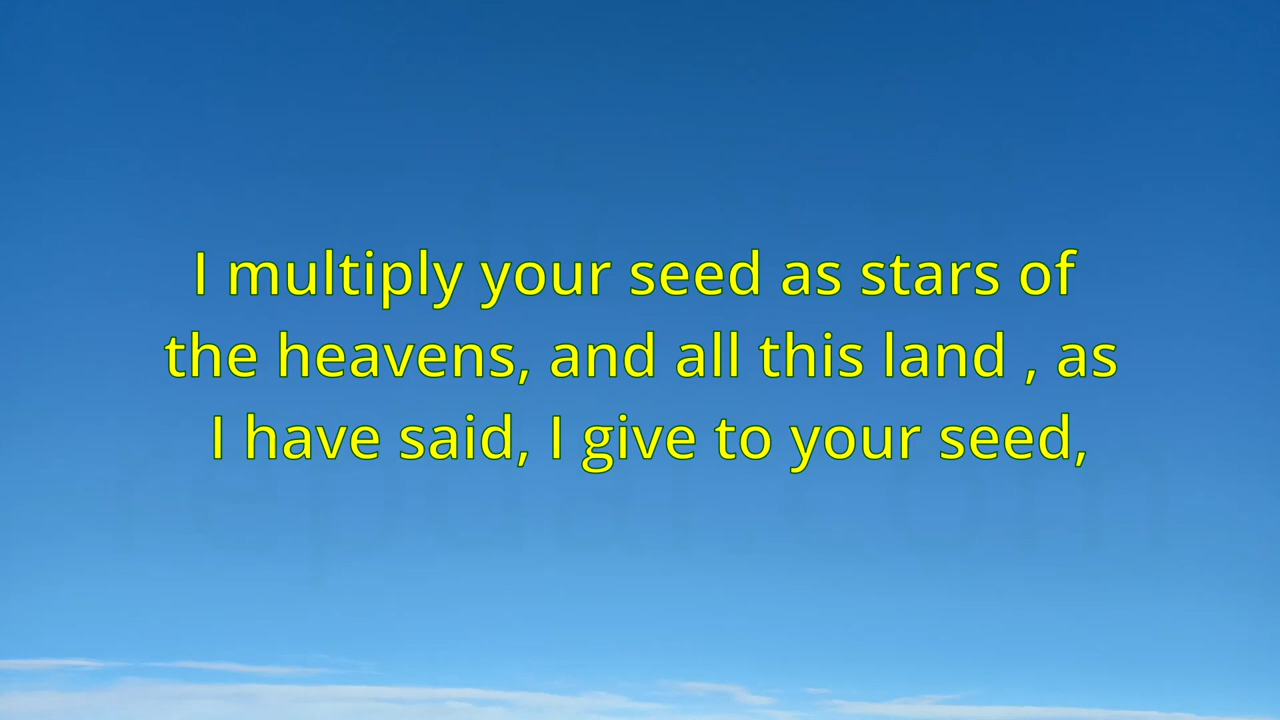 I multiply your seed as stars of
the heavens, and all this land , as
I have said, I give to your seed,